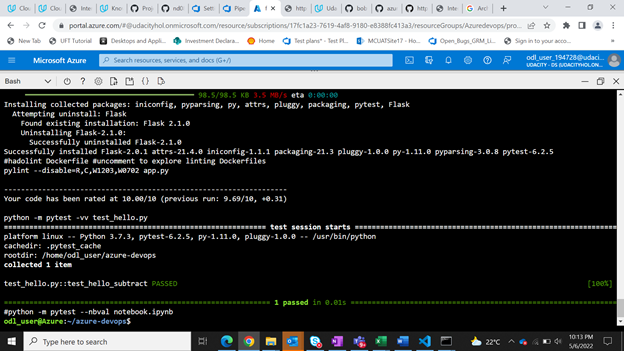 Clou
Clou
Inte
Kno
Proj
ndO
Sett
Pipe
http
Uda
bob
azu
http
Inte
Arcl
portal.azure.com/#@udacityhol.onmicrosoft.com/resource/subscriptions/17fc1a23-7619-4af8-9180-e8388fc413a3/resourceGroups/Azuredevops/pro...
New Tab
UFT Tutorial
Desktop and Appli...
Investment Declara...
Home
Test plans* - Test Pl...
MCLIATSite17 - Ho...
Open_Bugs_GRM_Li...
Sign in to your acco...
Microsoft Azure
Search resources, services, and docs (G+/)
odl_user_194728@udaci...
UDACITY - DS (UDACITYHOL.ON...
Bash
98.5/98.5 KB 3.5 MB/s eta 0:00:00
Installing collected packages: iniconfig, pyparsing, py, attrs, pluggy, packaging, pytest, Flask
Attempting uninstall: Flask
Found existing installation: Flask 2.1.0
Uninstalling Flask-2.1.0:
Successfully uninstalled Flask-2.1.0
Successfully installed Flask-2.0.1 attrs-21.4.0 iniconfig-1.1.1 packaging-21.3 pluggy-1.0.0 py-1.11.0 pyparsing-3.0.8 pytest-6.2.5
#hadolint Dockerfile #uncomment to explore linting Dockerfiles
pylint --disable=R,C,W1203,W0702 app.py
------------------------------------------------------------------
Your code has been rated at 10.00/10 (previous run: 9.69/10, +0.31)
python -m pytest -vv test_hello.py
============================== test session starts ==============================
platform linux -- Python 3.7.3, pytest-6.2.5, py-1.11.0, pluggy-1.0.0 -- /usr/bin/python
cachedir: .pytest_cache
rootdir: /home/odl_user/azure-devops
collected 1 item
test_hello.py::test_hello_subtract PASSED [100%]
============================== 1 passed in 0.01s ==============================
#python -m pytest --nbval notebook.ipynb
odl_user@Azure:~/azure-devops$
Type here to search
22°C
10:13 PM
5/6/2022